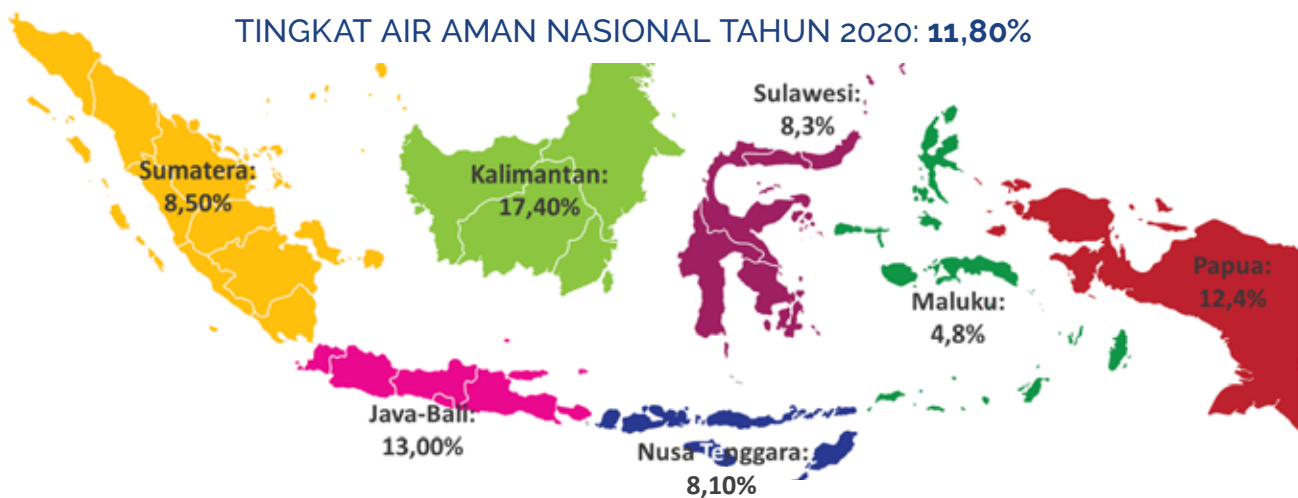 TINGKAT AIR AMAN NASIONAL TAHUN 2020: 11,80%
Sulawesi:
8,3%
Sumatera:
8,50%
Kalimantan:
17,40%
Papua:
12,4%
Maluku:
4,8%
Java-Bali:
13,00%
Nusa Tenggara:
8,10%